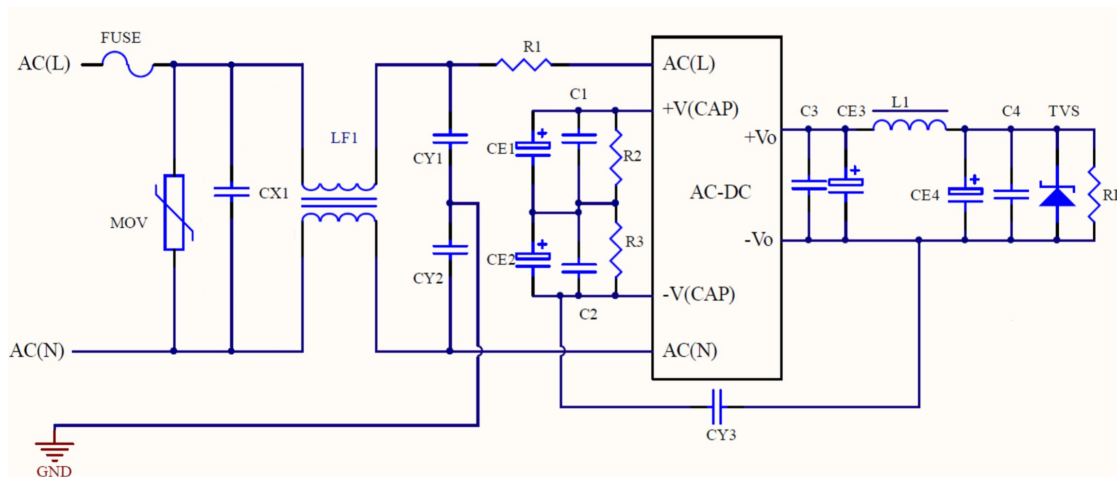 FUSE
AC(L)
R1
AC(L)
C1
+V(CAP)
C3
CE3
L1
C4
TVS
+Vo
LF1
CY1
CE1
R2
CX1
AC-DC
CE4
MOV
R3
-Vo
CY2
CE2
-V(CAP)
C2
AC(N)
AC(N)
CY3
GND